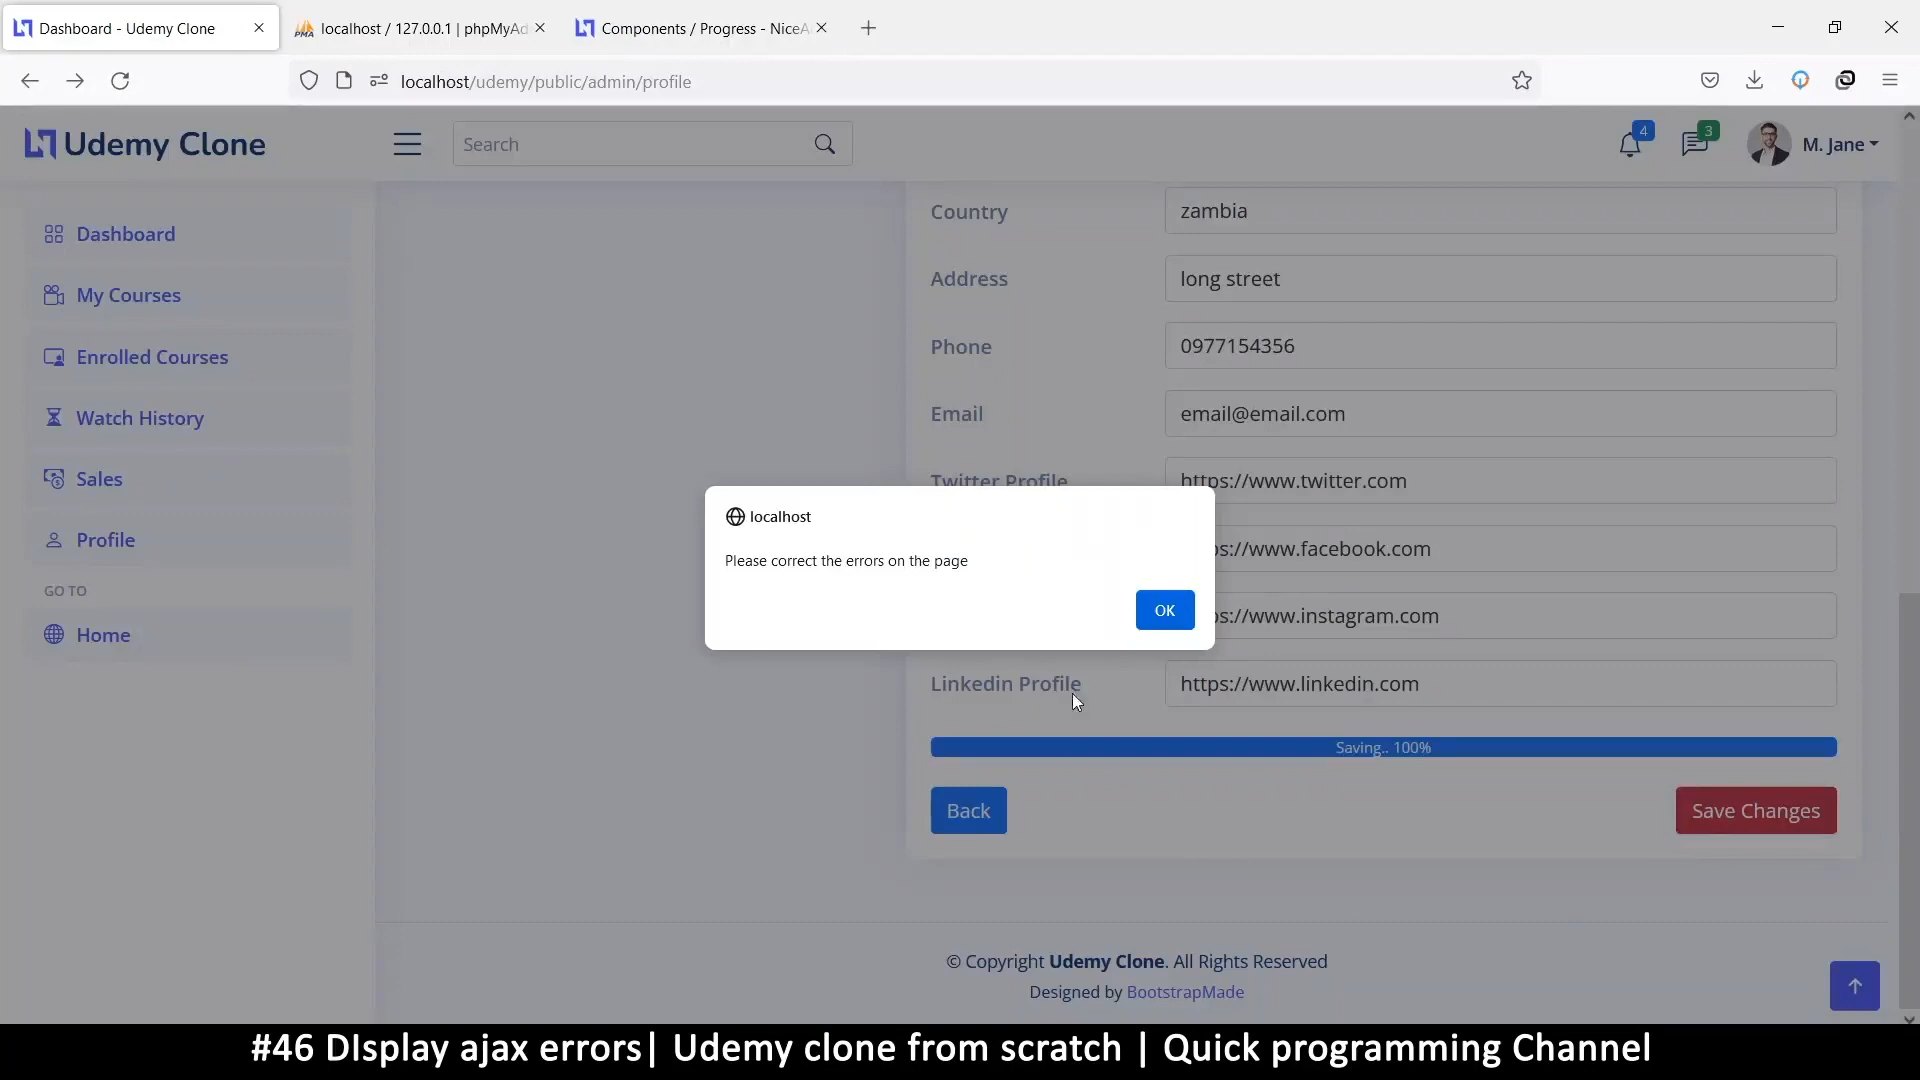 Dashboard - Udemy Clone
localhost / 127.0.0.1 | phpMyAd
Components / Progress - NiceA
localhost/udemy/public/admin/profile
Udemy Clone
Search
4
3
M. Jane
Dashboard
My Courses
Enrolled Courses
Watch History
Sales
Profile
GO TO
Home
Country
zambia
Address
long street
Phone
0977154356
Email
email@email.com
Twitter Profile
https://www.twitter.com
ps://www.facebook.com
ps://www.instagram.com
Linkedin Profile
https://www.linkedin.com
localhost
Please correct the errors on the page
OK
Saving.. 100%
Back
Save Changes
© Copyright Udemy Clone. All Rights Reserved
Designed by BootstrapMade
#46 DIsplay ajax errors| Udemy clone from scratch | Quick programming Channel